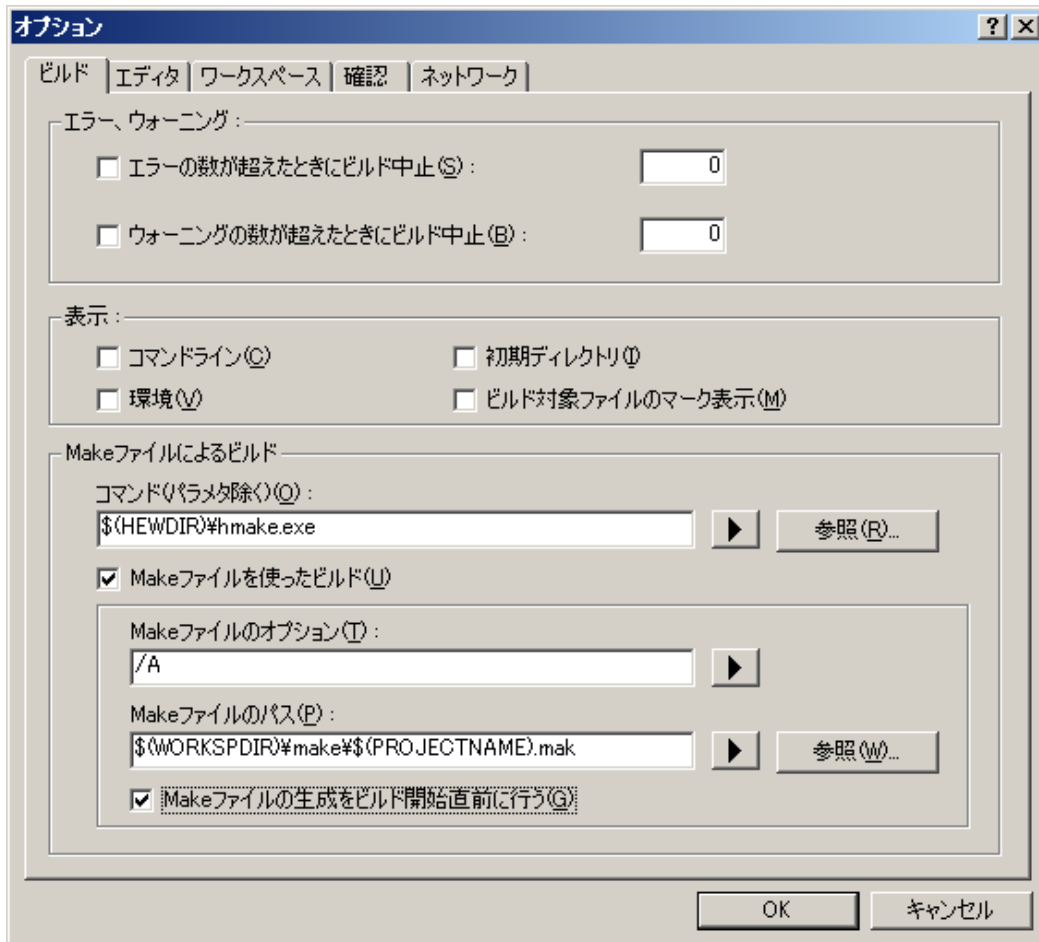 オプション
ビルド エディタ ワークスペース 確認 ネットワーク
エラー、ウォーニング :
エラーの数が超えたときにビルド中止(S) : 0
ウォーニングの数が超えたときにビルド中止(B) : 0
表示 :
コマンドライン(C) 初期ディレクトリ(I)
環境(V) ビルド対象ファイルのマーク表示(M)
Makeファイルによるビルド
コマンド(パラメタ除く)(O) :
$(HEWDIR)¥hmake.exe 参照(R)...
Makeファイルを使ったビルド(U)
Makeファイルのオプション(T) :
/A
Makeファイルのパス(P) :
$(WORKSPDIR)¥make¥$(PROJECTNAME).mak 参照(W)...
Makeファイルの生成をビルド開始直前に行う(G)
OK キャンセル